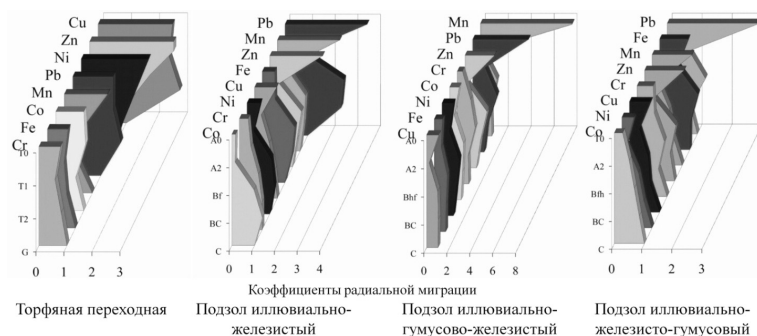 Cu
Zn
Ni
Pb
Mn
Co
Fe
Cr
T0
T1
T2
G
0 1 2 3
Pb
Mn
Zn
Fe
Cu
Ni
Cr
Co
A0
A2
Bf
BC
C
0 1 2 3 4
Mn
Pb
Zn
Cr
Co
Ni
Fe
Cu
A0
A2
Bhf
BC
C
0 2 4 6 8
Pb
Fe
Mn
Zn
Cr
Cu
Ni
Co
T0
A2
Bfh
BC
C
0 1 2 3
Коэффициенты радиальной миграции
Торфяная переходная
Подзол иллювиально-
железистый
Подзол иллювиально-
гумусово-железистый
Подзол иллювиально-
железисто-гумусовый